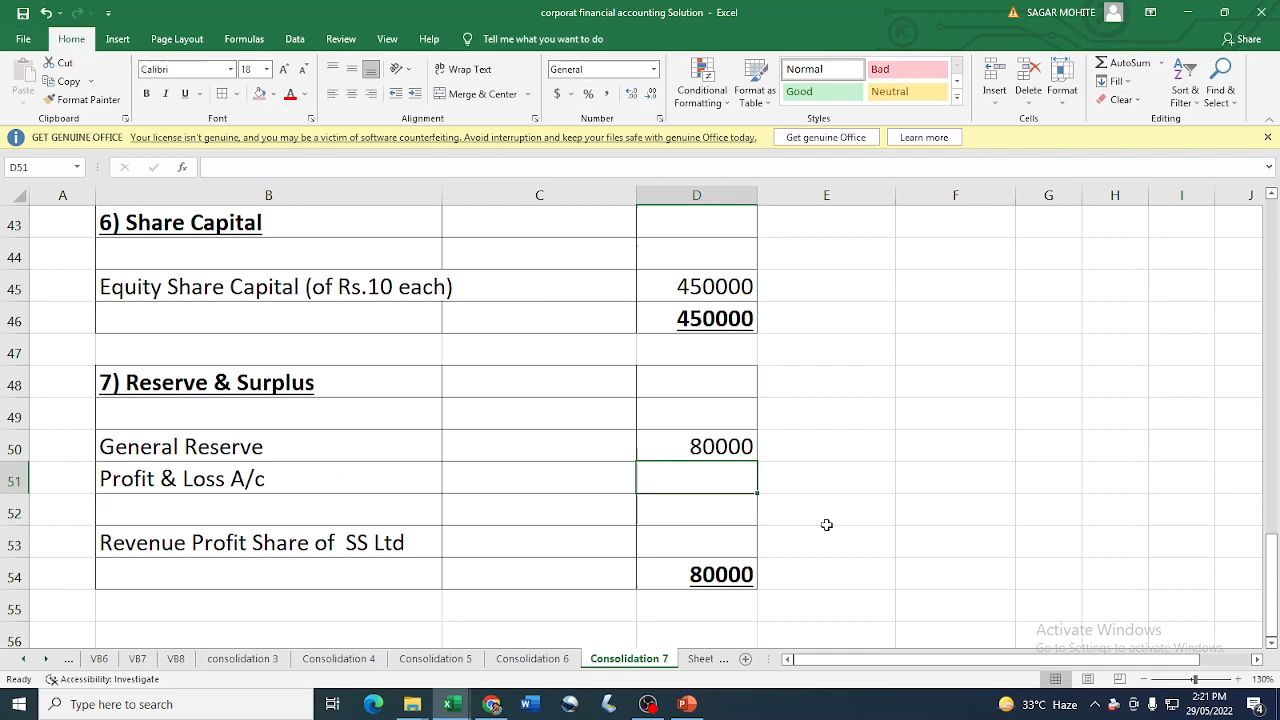 corporat financial accounting Solution - Excel
SAGAR MOHITE
File Home Insert Page Layout Formulas Data Review View Help Tell me what you want to do Share
Cut
Copy
Format Painter
Paste
Clipboard
Calibri 18
B I U
Font
Wrap Text
Merge & Center
Alignment
General
$ % ,
Number
Conditional Formatting
Format as Table
Normal Bad
Good Neutral
Styles
Insert Delete Format
Cells
AutoSum
Fill
Clear
Sort & Filter
Find & Select
Editing
GET GENUINE OFFICE Your license isn't genuine, and you may be a victim of software counterfeiting. Avoid interruption and keep your files safe with genuine Office today. Get genuine Office Learn more
D51 fx
A B C D E F G H I J
43 6) Share Capital
44
45 Equity Share Capital (of Rs.10 each) 450000
46 450000
47
48 7) Reserve & Surplus
49
50 General Reserve 80000
51 Profit & Loss A/c
52
53 Revenue Profit Share of SS Ltd
54 80000
55
56
Activate Windows
Go to Settings to activate Windows.
... VB6 VB7 VB8 consolidation 3 Consolidation 6 Consolidation 7 Sheet ...
Ready Accessibility: Investigate 130%
Type here to search
33°C Haze
2:21 PM
29/05/2022